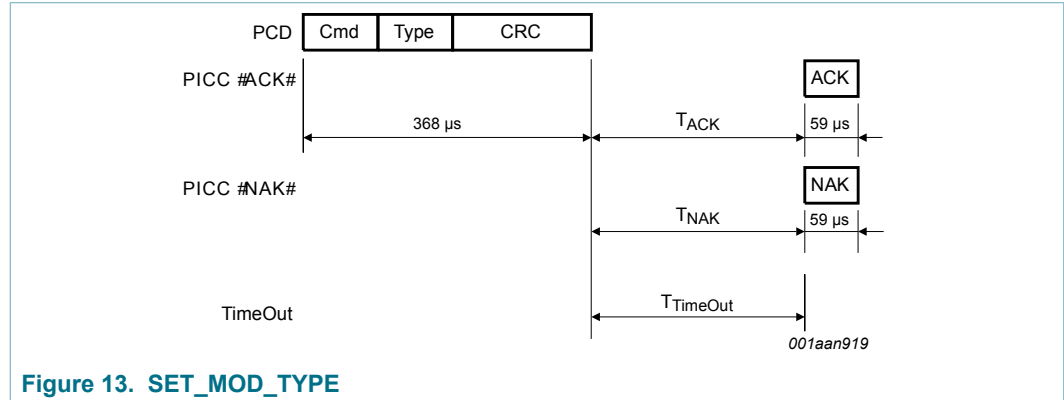 PCD Cmd Type CRC
PICC #ACK# ACK
368 µs TACK 59 µs
PICC #NAK# NAK
TNAK 59 µs
TimeOut TTimeOut
001aan919
Figure 13. SET_MOD_TYPE